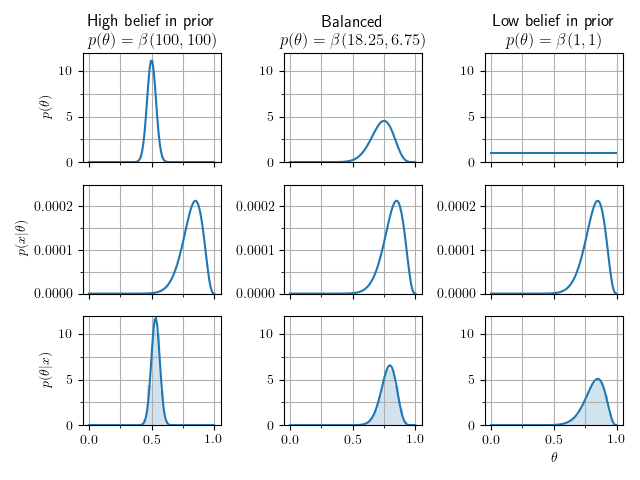 High belief in prior
p(θ) = β(100, 100)
Balanced
p(θ) = β(18.25, 6.75)
Low belief in prior
p(θ) = β(1, 1)
p(θ)
10
5
0
10
5
0
10
5
0
p(x|θ)
0.0002
0.0001
0.0000
0.0002
0.0001
0.0000
0.0002
0.0001
0.0000
p(θ|x)
10
5
0
10
5
0
10
5
0
0.0 0.5 1.0
0.0 0.5 1.0
0.0 0.5 1.0
θ